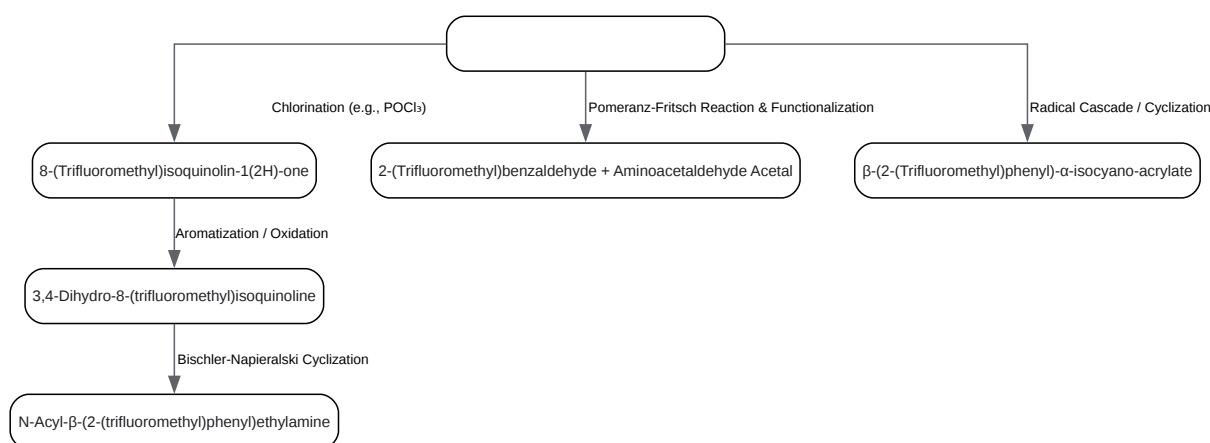 Chlorination (e.g., POCl₃)
Pomeranz-Fritsch Reaction & Functionalization
Radical Cascade / Cyclization
8-(Trifluoromethyl)isoquinolin-1(2H)-one
2-(Trifluoromethyl)benzaldehyde + Aminoacetaldehyde Acetal
β-(2-(Trifluoromethyl)phenyl)-α-isocyano-acrylate
Aromatization / Oxidation
3,4-Dihydro-8-(trifluoromethyl)isoquinoline
Bischler-Napieralski Cyclization
N-Acyl-β-(2-(trifluoromethyl)phenyl)ethylamine